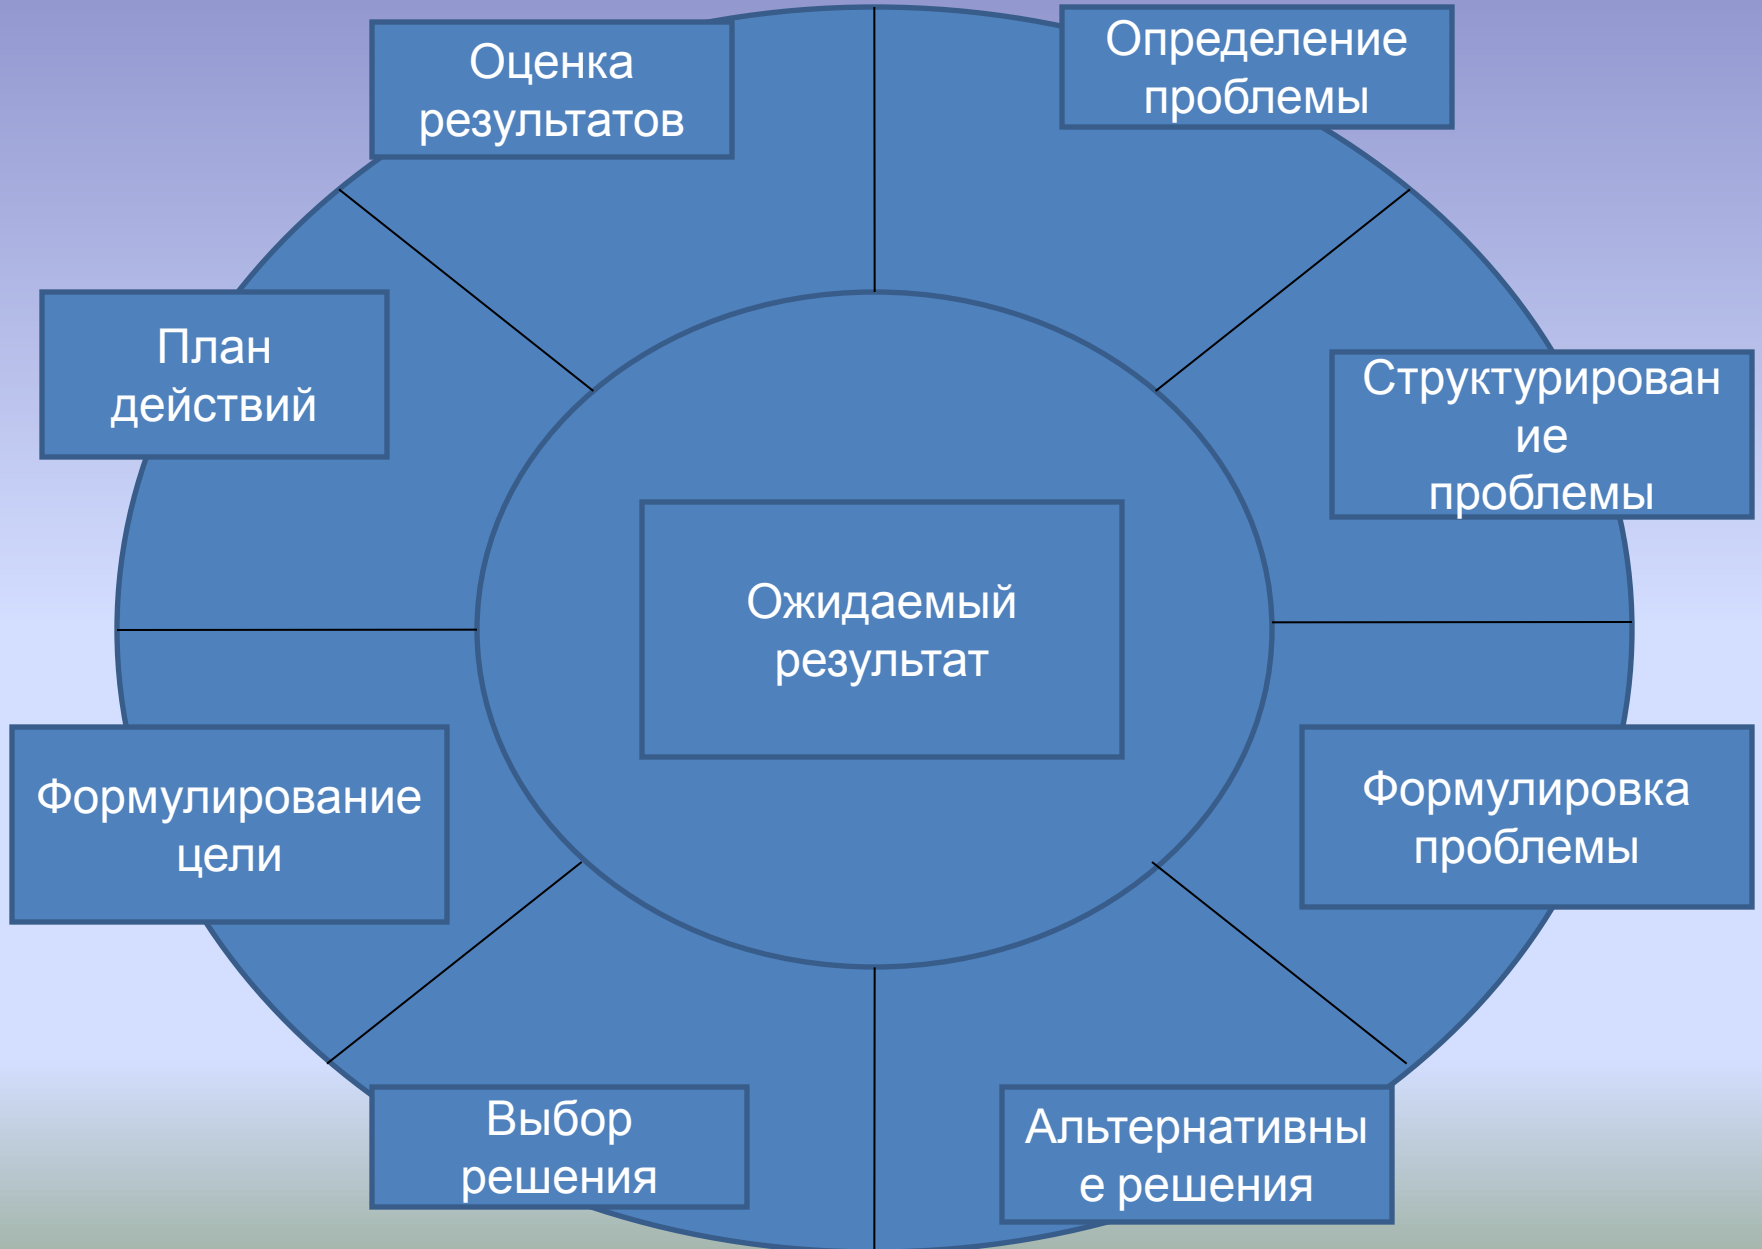 Оценка
результатов
Определение
проблемы
План
действий
Структурирован
ие
проблемы
Ожидаемый
результат
Формулирование
цели
Формулировка
проблемы
Выбор
решения
Альтернативны
е решения